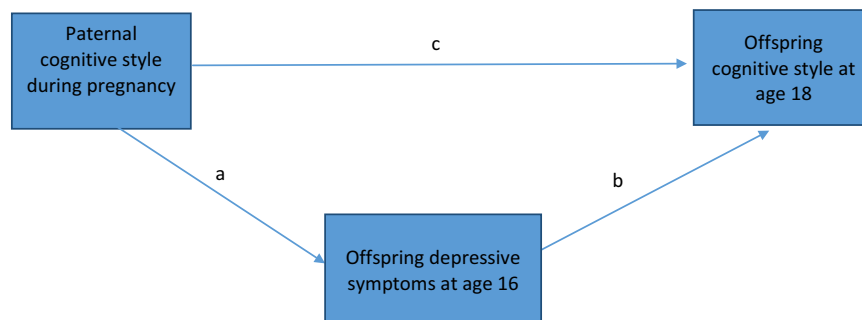 Paternal
cognitive style
during pregnancy
c
Offspring
cognitive style at
age 18
a
b
Offspring depressive
symptoms at age 16